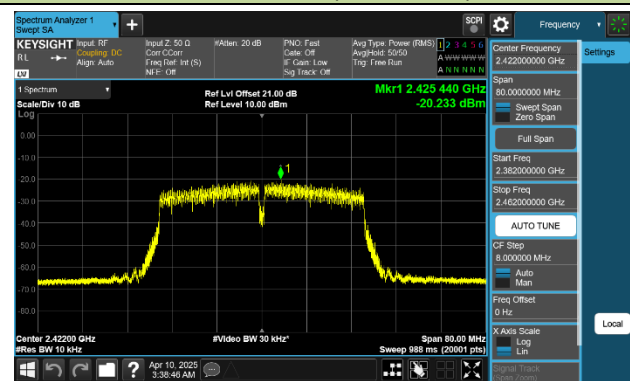 Spectrum Analyzer 1
Swept SA
SCPI
Frequency
KEYSIGHT
RL
LXI
Input: RF
Coupling: DC
Align: Auto
Input Z: 50 Ω
Corr CCorr
Freq Ref: Int (S)
NFE: Off
#Atten: 20 dB
PNO: Fast
Gate: Off
IF Gain: Low
Sig Track: Off
Avg Type: Power (RMS)
Avg|Hold: 50/50
Trig: Free Run
1 2 3 4 5 6
A W W W W W
A N N N N N
1 Spectrum
Scale/Div 10 dB
Log
Ref Lvl Offset 21.00 dB
Ref Level 10.00 dBm
Mkr1 2.425 440 GHz
-20.233 dBm
1
0.00
-10.0
-20.0
-30.0
-40.0
-50.0
-60.0
-70.0
-80.0
Center 2.42200 GHz
#Res BW 10 kHz
#Video BW 30 kHz*
Span 80.00 MHz
Sweep 988 ms (20001 pts)
Apr 10, 2025
3:38:46 AM
Center Frequency
2.422000000 GHz
Span
80.0000000 MHz
Swept Span
Zero Span
Full Span
Start Freq
2.382000000 GHz
Stop Freq
2.462000000 GHz
AUTO TUNE
CF Step
8.000000 MHz
Auto
Man
Freq Offset
0 Hz
X Axis Scale
Log
Lin
Signal Track
(Span Zoom)
Settings
Local